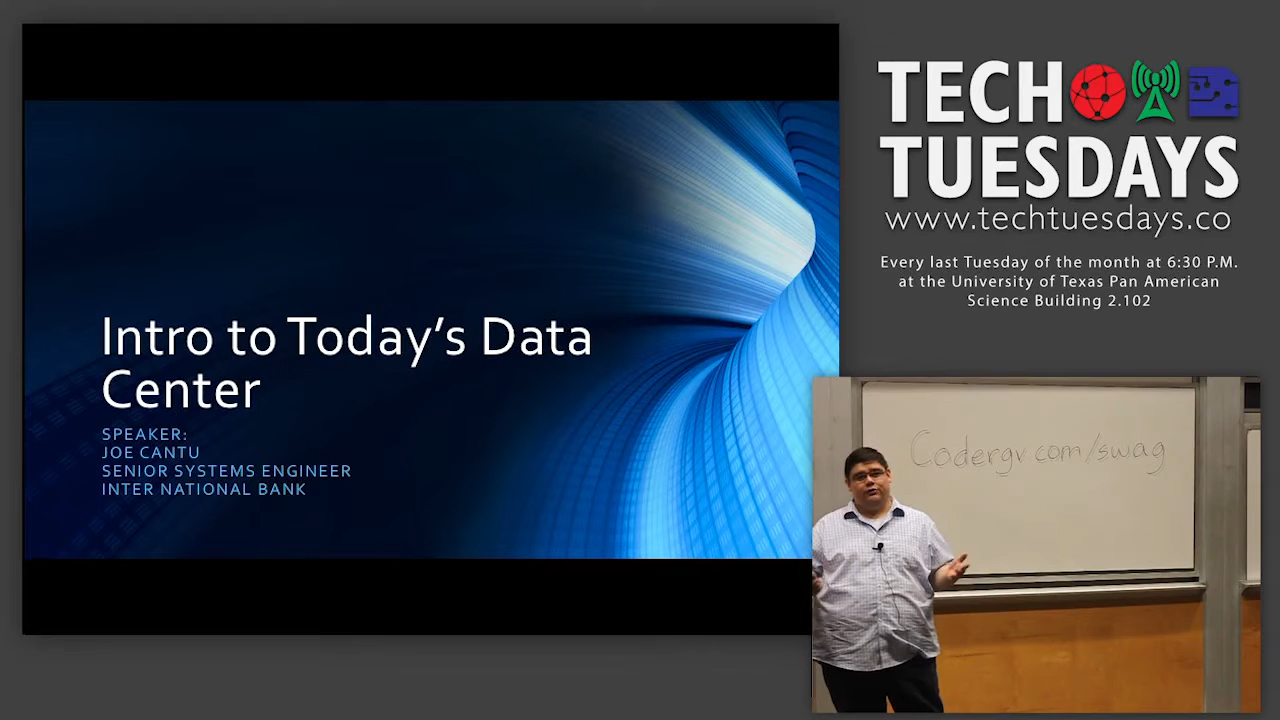 Intro to Today's Data
Center
SPEAKER:
JOE CANTU
SENIOR SYSTEMS ENGINEER
INTER NATIONAL BANK
TECH
TUESDAYS
www.techtuesdays.co
Every last Tuesday of the month at 6:30 P.M.
at the University of Texas Pan American
Science Building 2.102
Codergv.com/swag